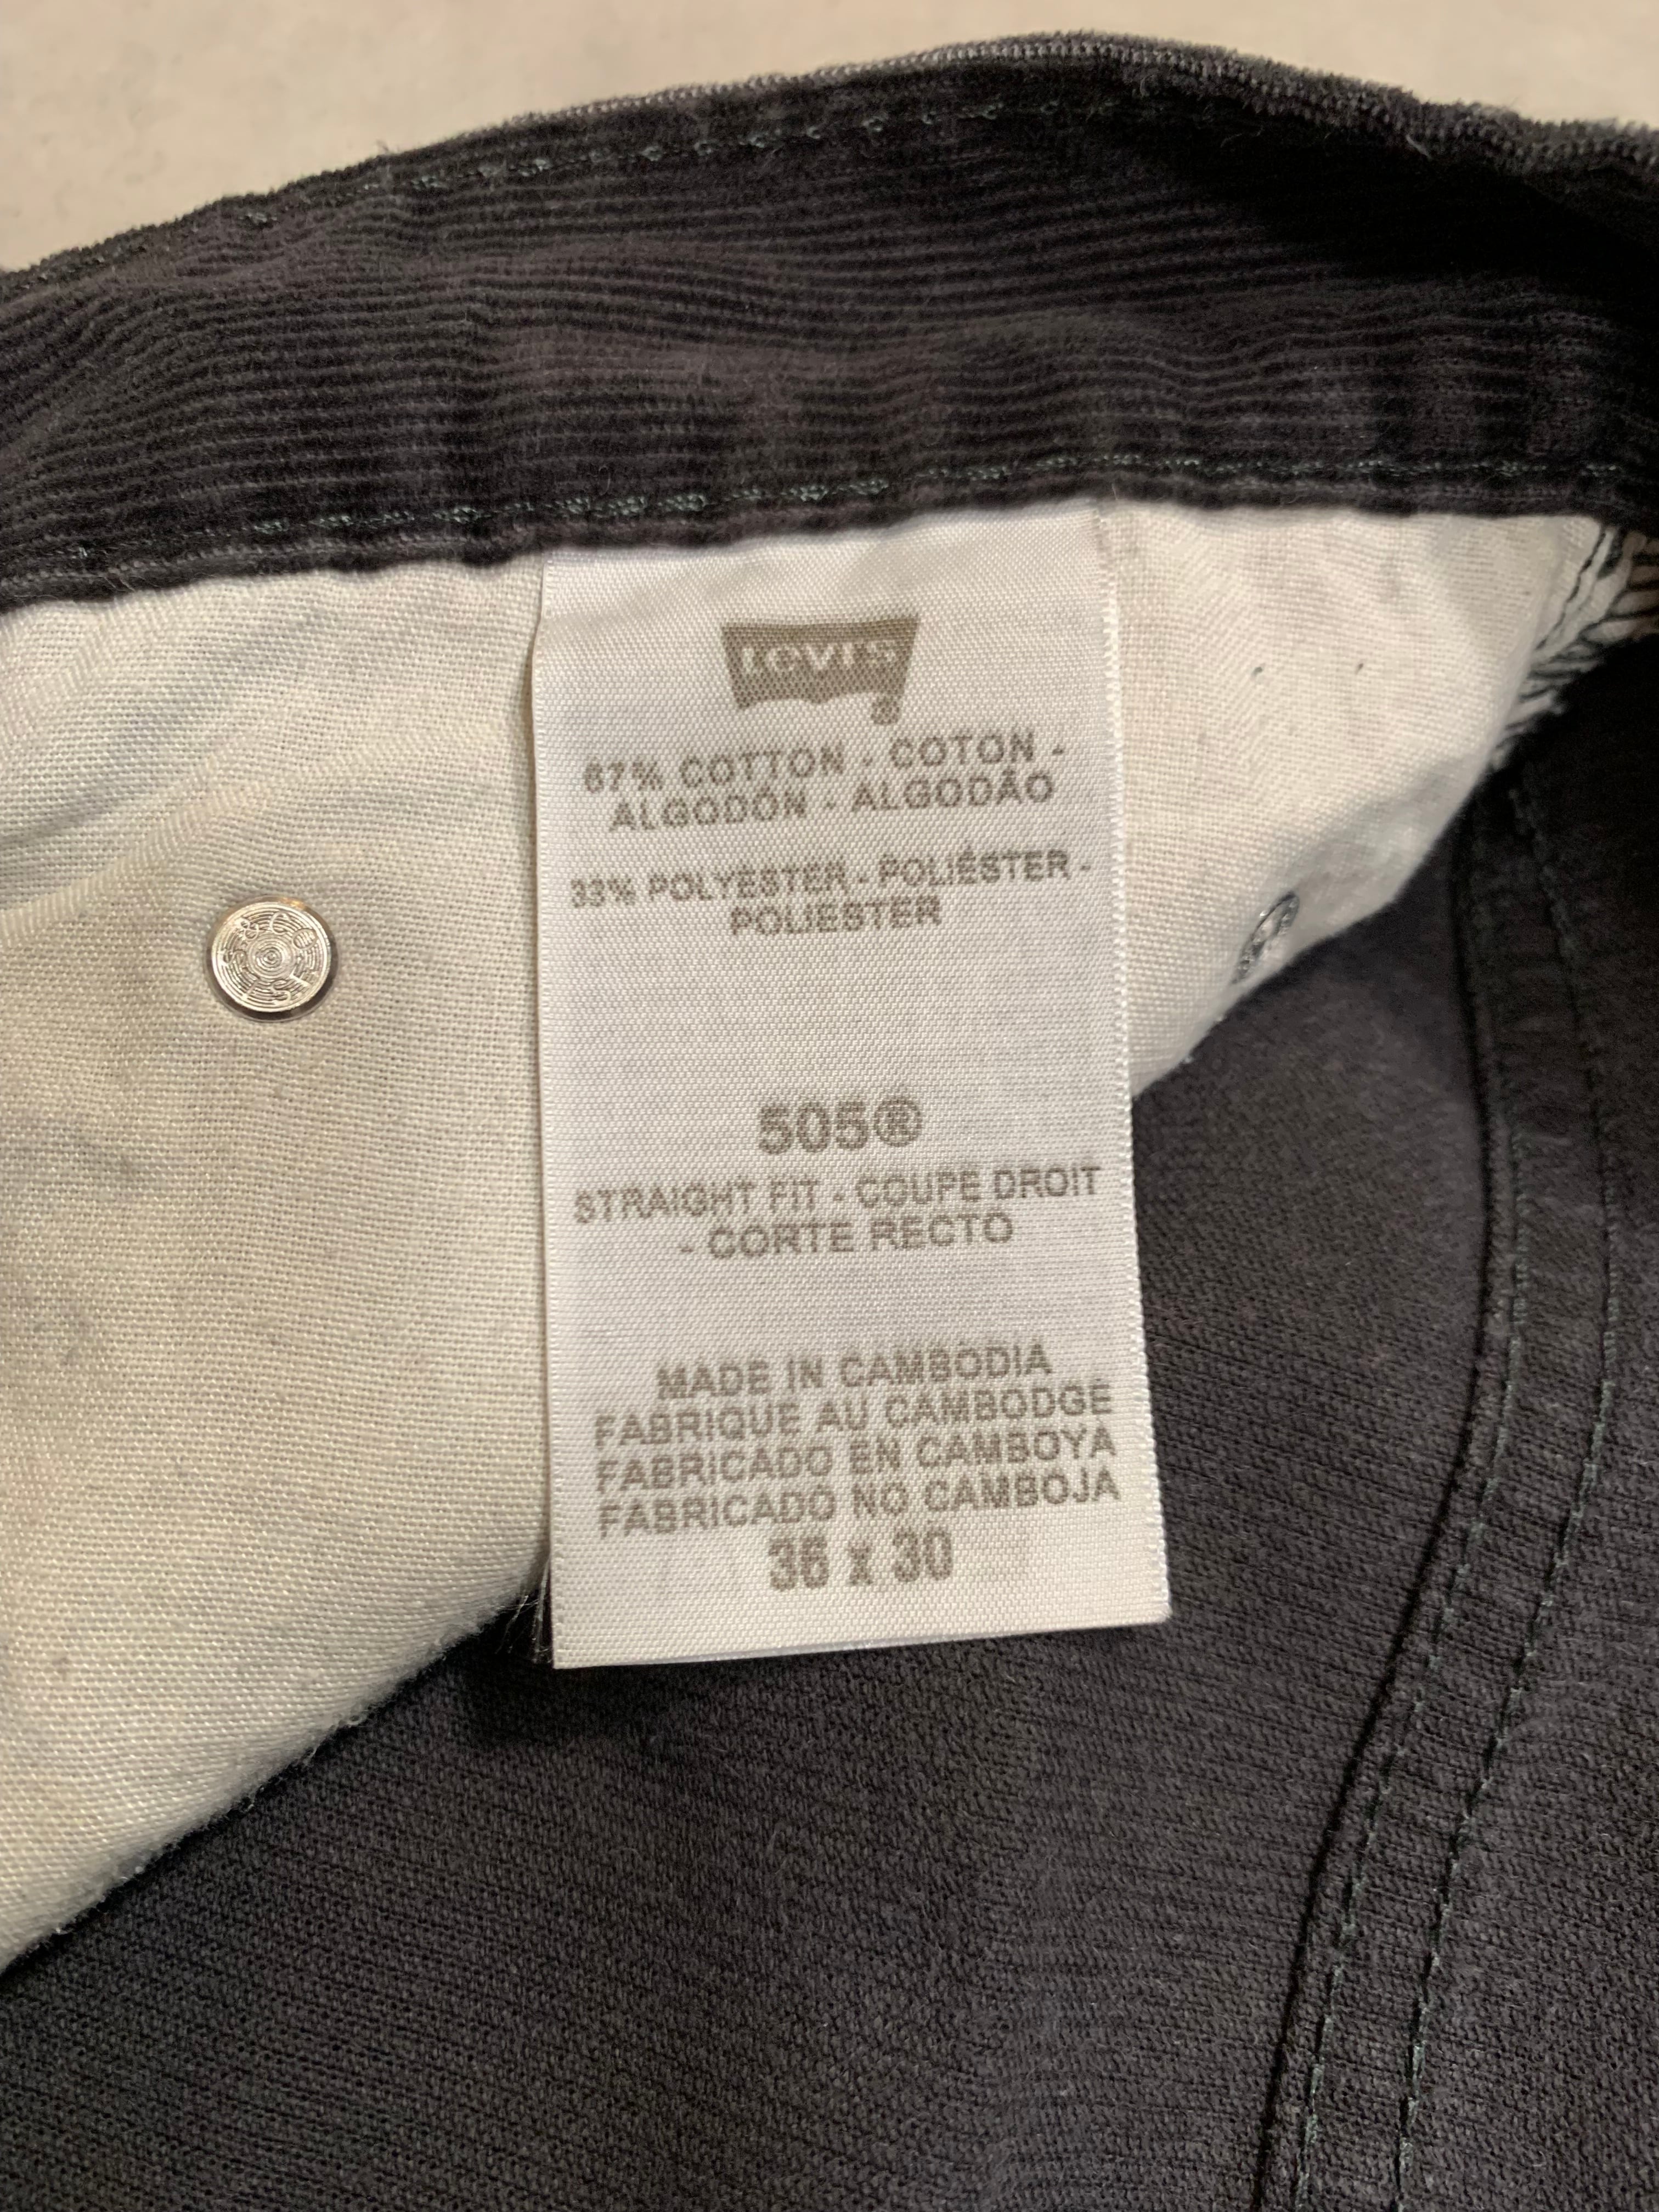 Levi's
67% COTTON - COTON -
ALGODÓN - ALGODÃO
33% POLYÉSTER - POLIÉSTER -
POLIESTER
505®
STRAIGHT FIT - COUPE DROIT
- CORTE RECTO
MADE IN CAMBODIA
FABRIQUE AU CAMBODGE
FABRICADO EN CAMBOYA
FABRICADO NO CAMBOJA
36 x 30